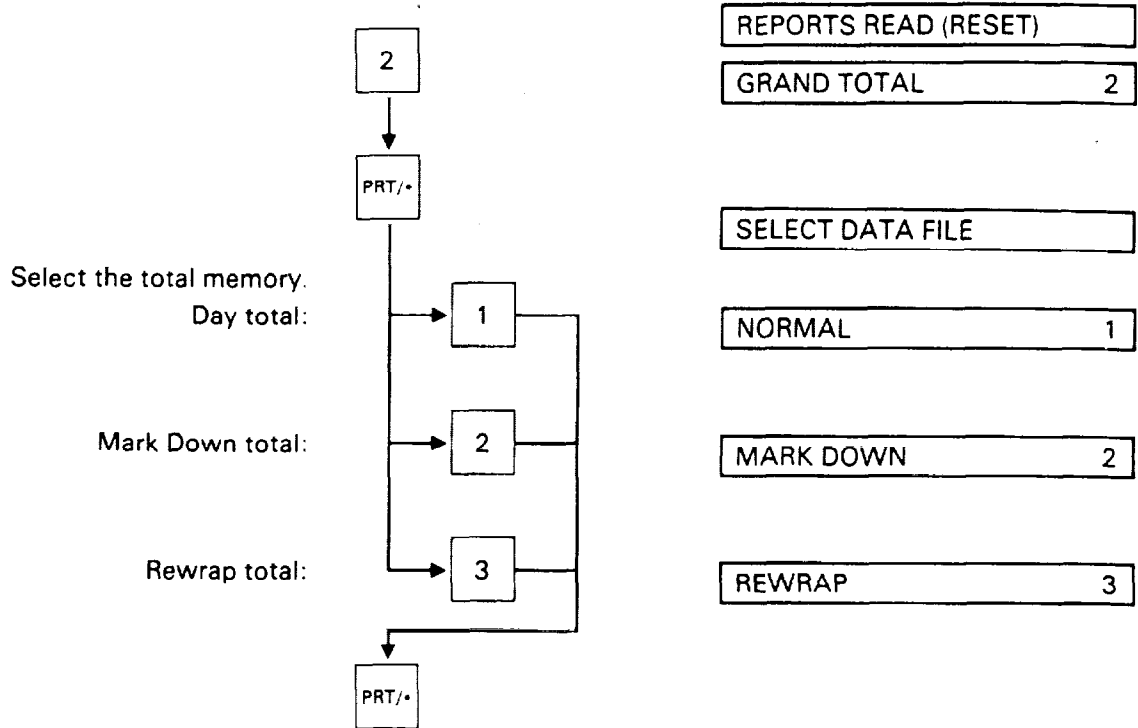 REPORTS READ (RESET)
2
GRAND TOTAL 2
PRT/•
SELECT DATA FILE
Select the total memory.
Day total:
1
NORMAL 1
Mark Down total:
2
MARK DOWN 2
Rewrap total:
3
REWRAP 3
PRT/•